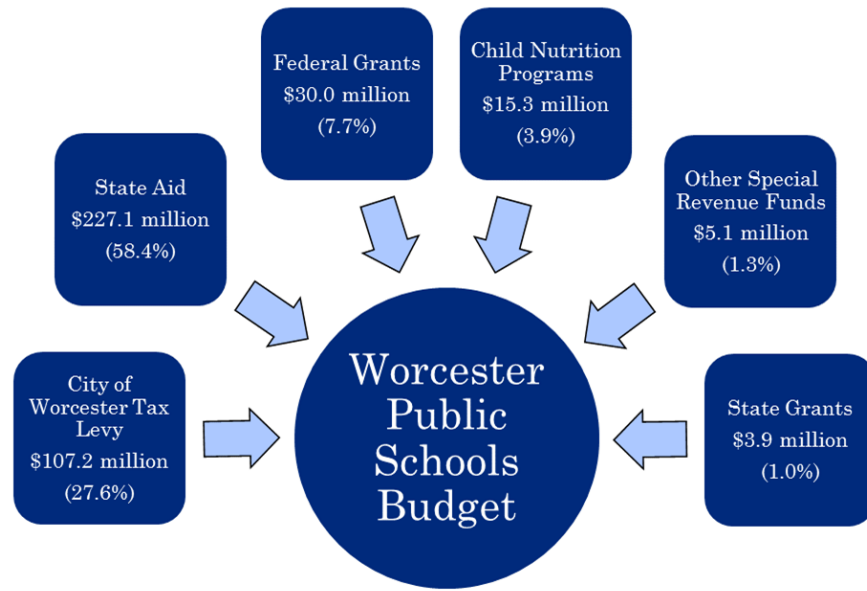 Federal Grants
$30.0 million
(7.7%)
Child Nutrition
Programs
$15.3 million
(3.9%)
State Aid
$227.1 million
(58.4%)
Other Special
Revenue Funds
$5.1 million
(1.3%)
City of
Worcester Tax
Levy
$107.2 million
(27.6%)
Worcester
Public
Schools
Budget
State Grants
$3.9 million
(1.0%)